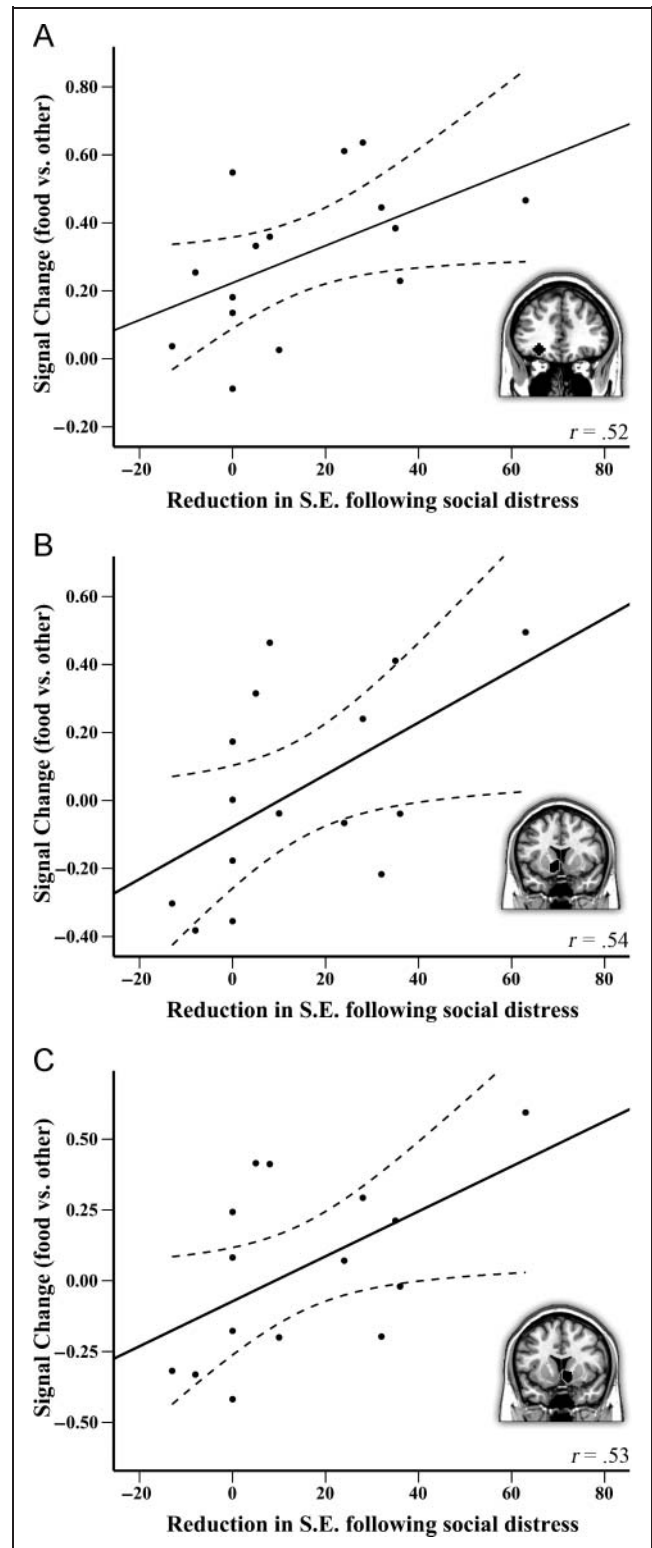 A
Signal Change (food vs. other)
0.80
0.60
0.40
0.20
0.00
–0.20
r = .52
–20 0 20 40 60 80
Reduction in S.E. following social distress
B
Signal Change (food vs. other)
0.60
0.40
0.20
0.00
–0.20
–0.40
r = .54
–20 0 20 40 60 80
Reduction in S.E. following social distress
C
Signal Change (food vs. other)
0.50
0.25
0.00
–0.25
–0.50
r = .53
–20 0 20 40 60 80
Reduction in S.E. following social distress